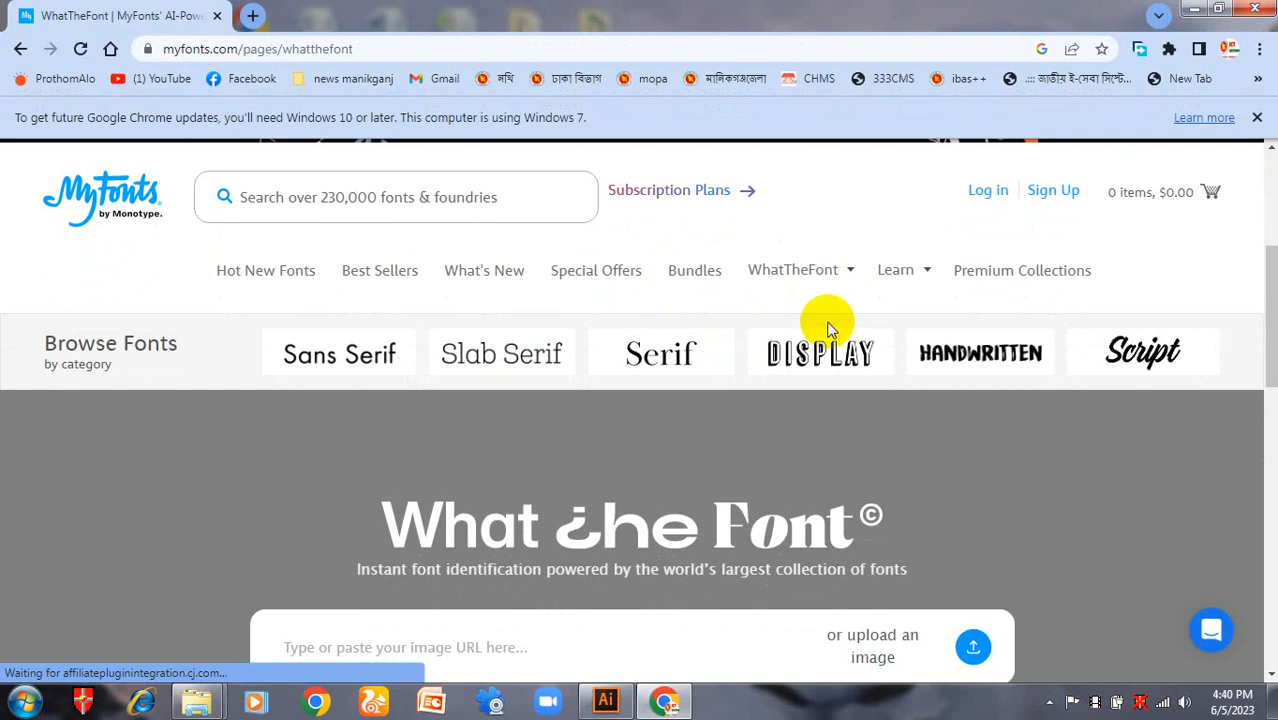 WhatTheFont | MyFonts' AI-Powe
myfonts.com/pages/whatthefont
ProthomAlo (1) YouTube Facebook news manikganj Gmail নথি ঢাকা বিভাগ mopa মানিকগঞ্জজেলা CHMS 333CMS ibas++ .::: জাতীয় ই-সেবা সিস্টে... New Tab »
To get future Google Chrome updates, you'll need Windows 10 or later. This computer is using Windows 7. Learn more
MyFonts by Monotype.
Search over 230,000 fonts & foundries
Subscription Plans →
Log in Sign Up 0 items, $0.00
Hot New Fonts Best Sellers What's New Special Offers Bundles WhatTheFont Learn Premium Collections
Browse Fonts
by category
Sans Serif Slab Serif Serif DISPLAY HANDWRITTEN Script
What The Font ©
Instant font identification powered by the world's largest collection of fonts
Type or paste your image URL here...
or upload an
image
Waiting for affiliatepluginintegration.cj.com...
Ai
4:40 PM
6/5/2023